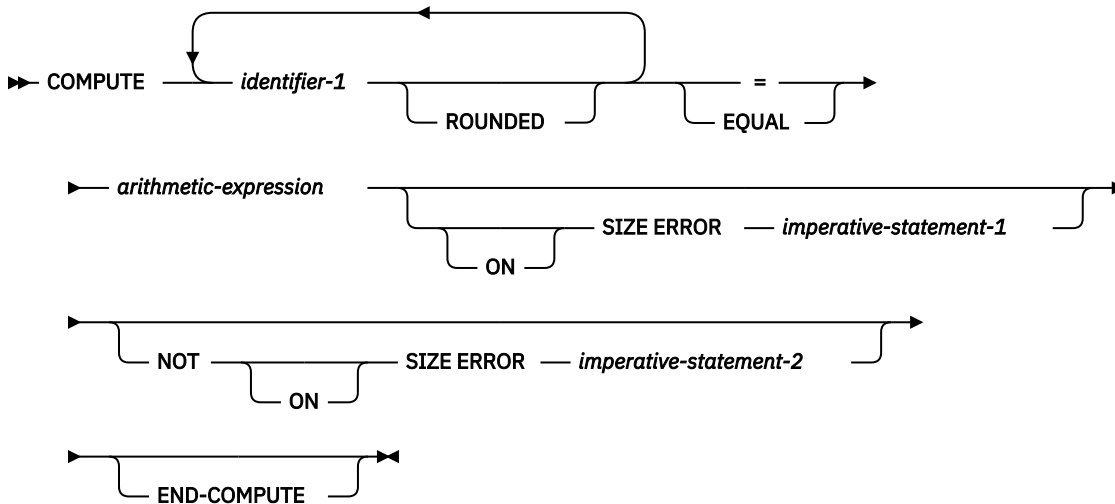 COMPUTE identifier-1 =
ROUNDED EQUAL
arithmetic-expression
SIZE ERROR imperative-statement-1
ON
NOT SIZE ERROR imperative-statement-2
ON
END-COMPUTE